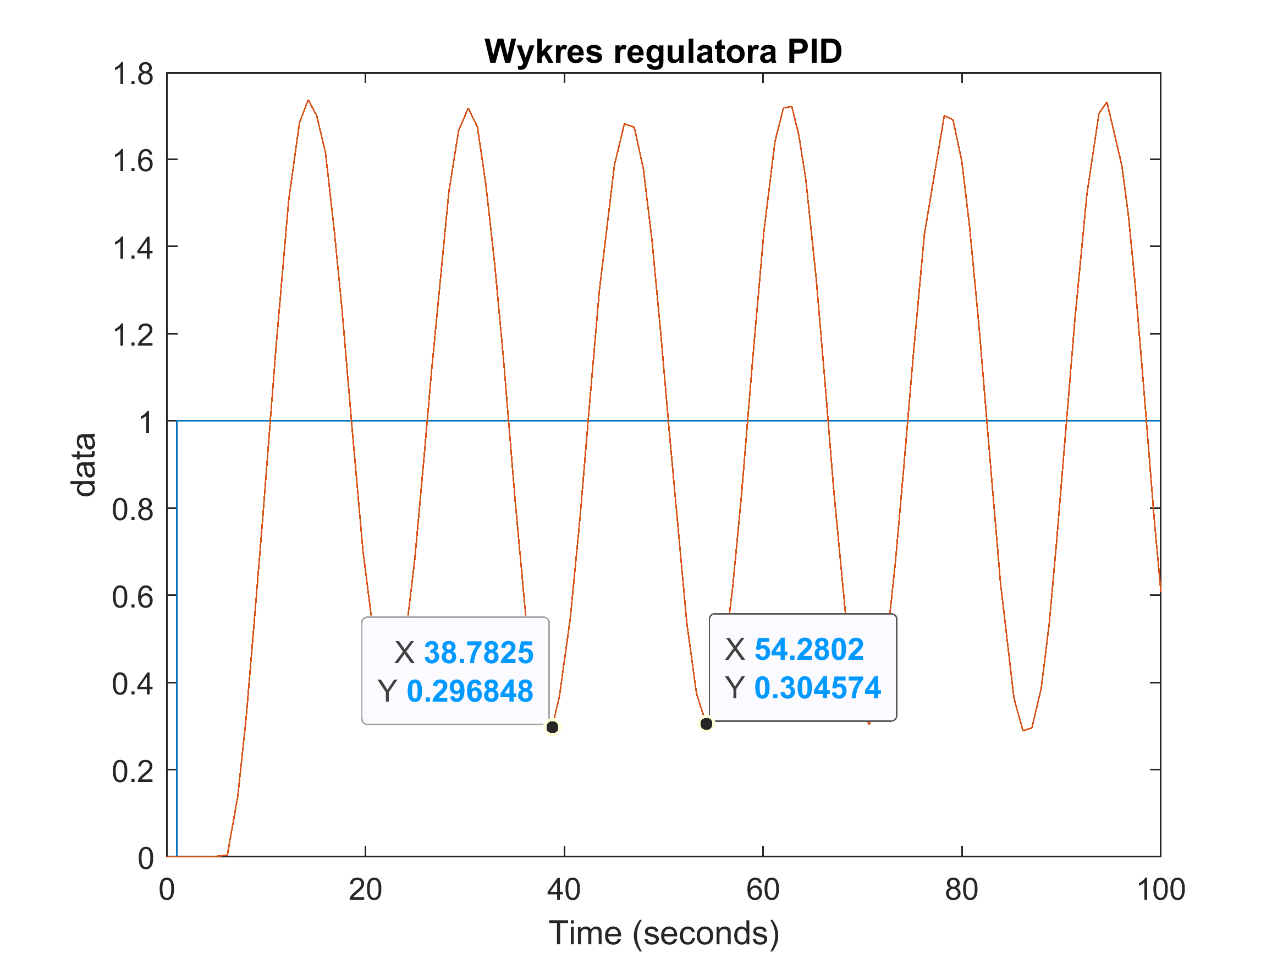 Wykres regulatora PID
1.8
1.6
1.4
1.2
1
0.8
0.6
0.4
0.2
0
data
X 38.7825
Y 0.296848
X 54.2802
Y 0.304574
0 20 40 60 80 100
Time (seconds)